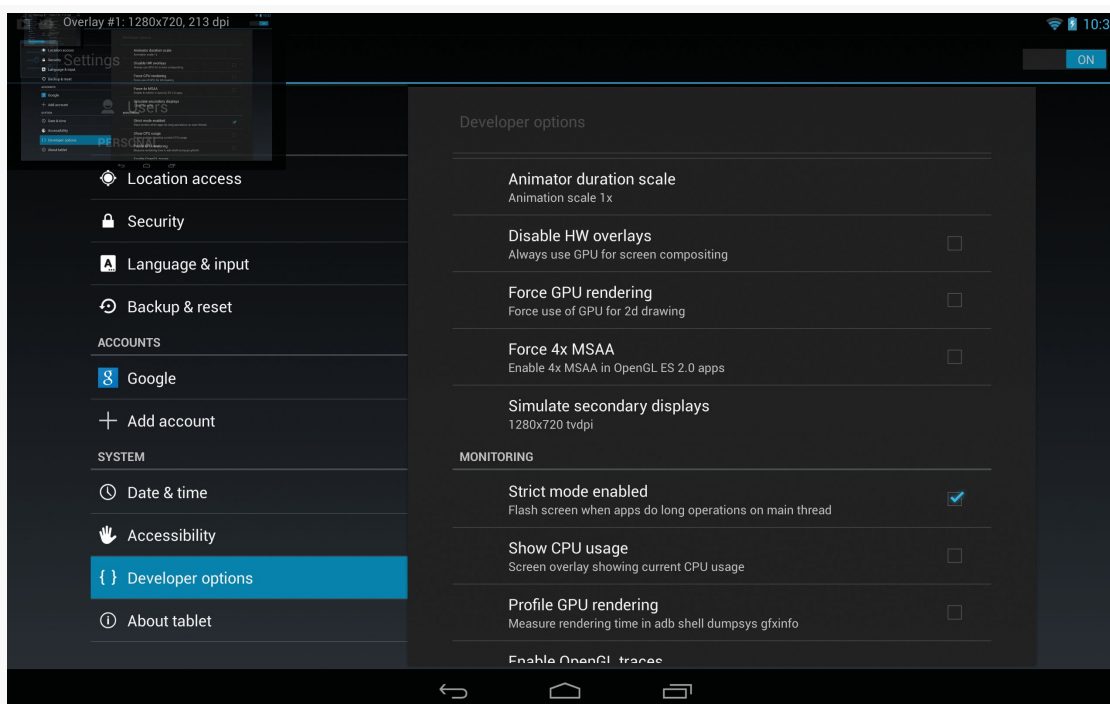 Overlay #1: 1280x720, 213 dpi
10:3
Settings
ON
Users
PERSONAL
Location access
Security
Language & input
Backup & reset
ACCOUNTS
Google
Add account
SYSTEM
Date & time
Accessibility
{ } Developer options
About tablet
Developer options
Animator duration scale
Animation scale 1x
Disable HW overlays
Always use GPU for screen compositing
Force GPU rendering
Force use of GPU for 2d drawing
Force 4x MSAA
Enable 4x MSAA in OpenGL ES 2.0 apps
Simulate secondary displays
1280x720 tvdpi
MONITORING
Strict mode enabled
Flash screen when apps do long operations on main thread
Show CPU usage
Screen overlay showing current CPU usage
Profile GPU rendering
Measure rendering time in adb shell dumpsys gfxinfo
Enable OpenGL traces